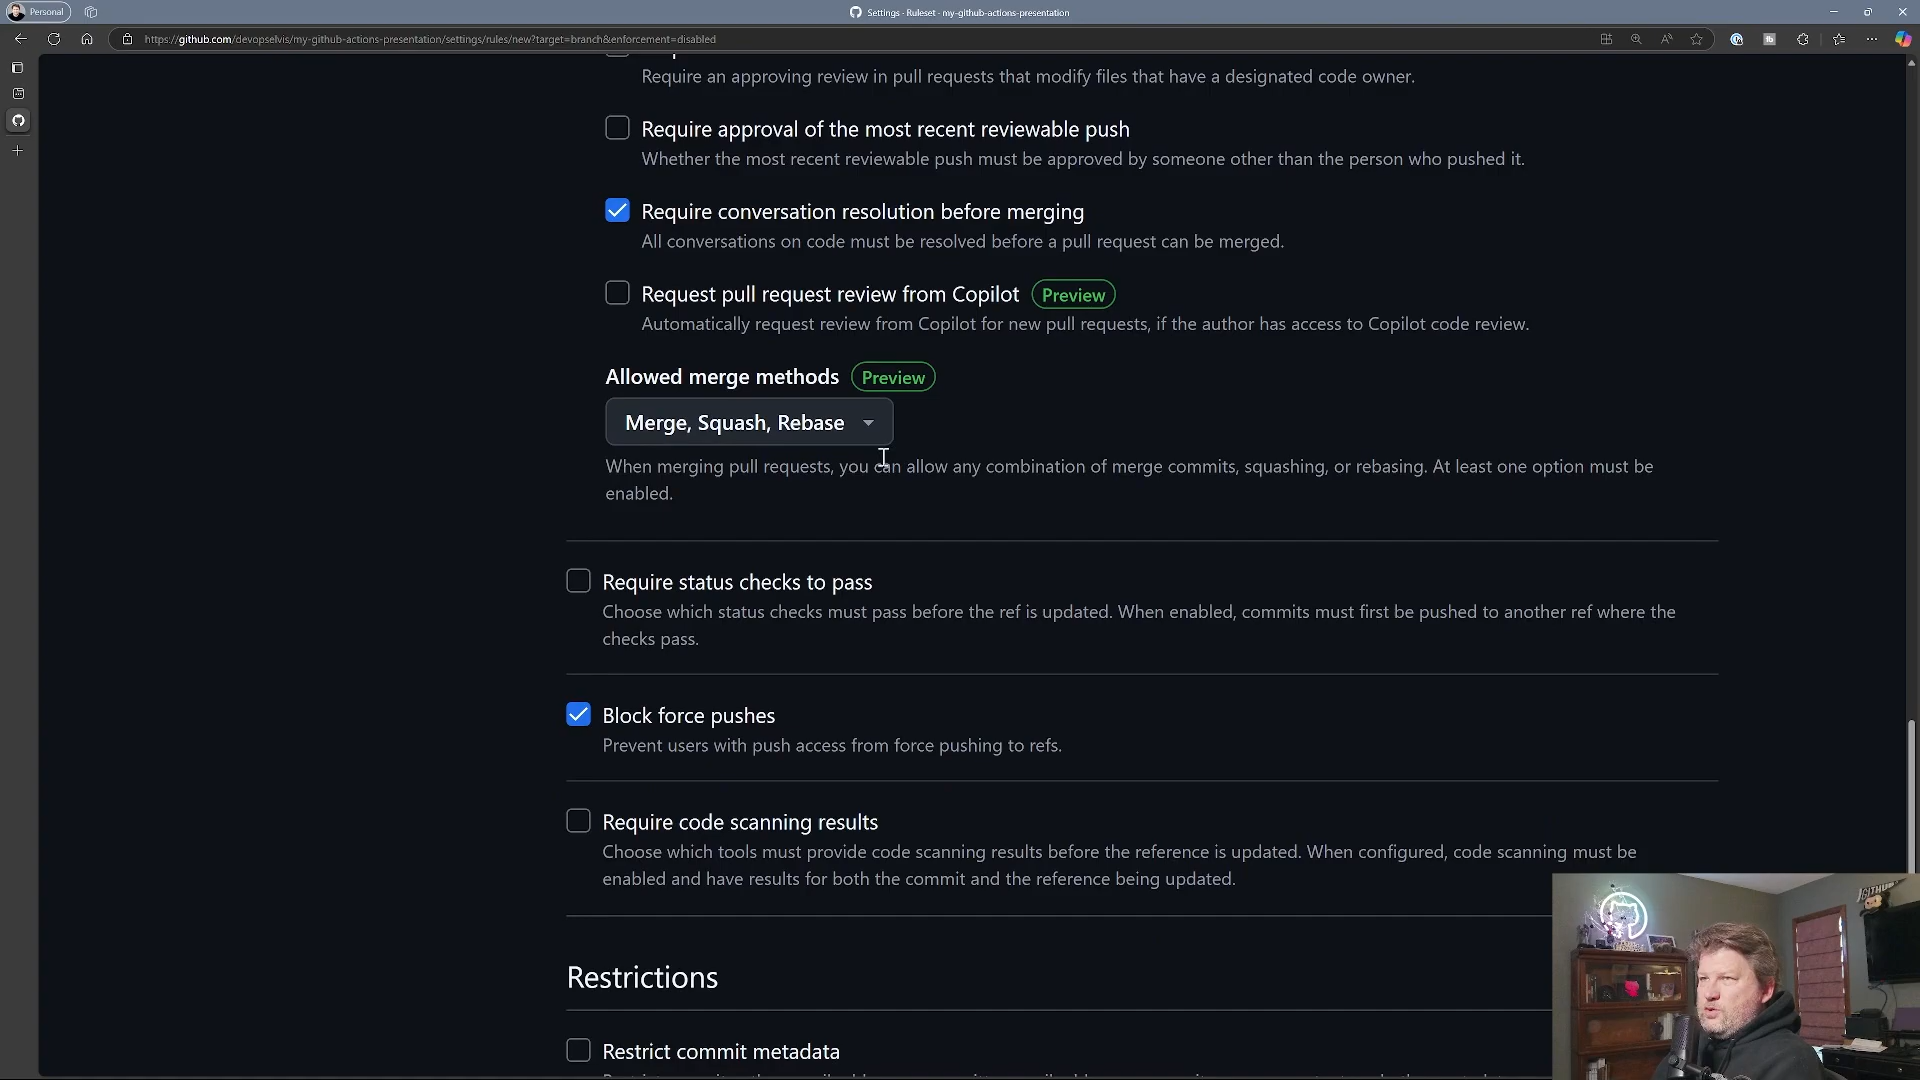 Personal
Settings - Ruleset - my-github-actions-presentation
https://github.com/devopselvis/my-github-actions-presentation/settings/rules/new?target=branch&enforcement=disabled
Require an approving review in pull requests that modify files that have a designated code owner.
Require approval of the most recent reviewable push
Whether the most recent reviewable push must be approved by someone other than the person who pushed it.
Require conversation resolution before merging
All conversations on code must be resolved before a pull request can be merged.
Request pull request review from Copilot Preview
Automatically request review from Copilot for new pull requests, if the author has access to Copilot code review.
Allowed merge methods Preview
Merge, Squash, Rebase
When merging pull requests, you can allow any combination of merge commits, squashing, or rebasing. At least one option must be
enabled.
Require status checks to pass
Choose which status checks must pass before the ref is updated. When enabled, commits must first be pushed to another ref where the
checks pass.
Block force pushes
Prevent users with push access from force pushing to refs.
Require code scanning results
Choose which tools must provide code scanning results before the reference is updated. When configured, code scanning must be
enabled and have results for both the commit and the reference being updated.
Restrictions
Restrict commit metadata